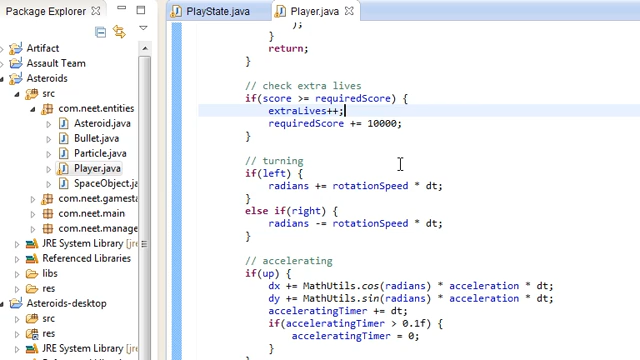 Package Explorer
PlayState.java
Player.java
Artifact
Assault Team
Asteroids
src
com.neet.entities
Asteroid.java
Bullet.java
Particle.java
Player.java
SpaceObject.j
com.neet.gamesta
com.neet.main
com.neet.manage
JRE System Library [jre
Referenced Libraries
libs
res
Asteroids-desktop
src
res
JRE System Library [jre
);
}
return;
}
// check extra lives
if(score >= requiredScore) {
extraLives++;
requiredScore += 10000;
}
// turning
if(left) {
radians += rotationSpeed * dt;
}
else if(right) {
radians -= rotationSpeed * dt;
}
// accelerating
if(up) {
dx += MathUtils.cos(radians) * acceleration * dt;
dy += MathUtils.sin(radians) * acceleration * dt;
acceleratingTimer += dt;
if(acceleratingTimer > 0.1f) {
acceleratingTimer = 0;
}